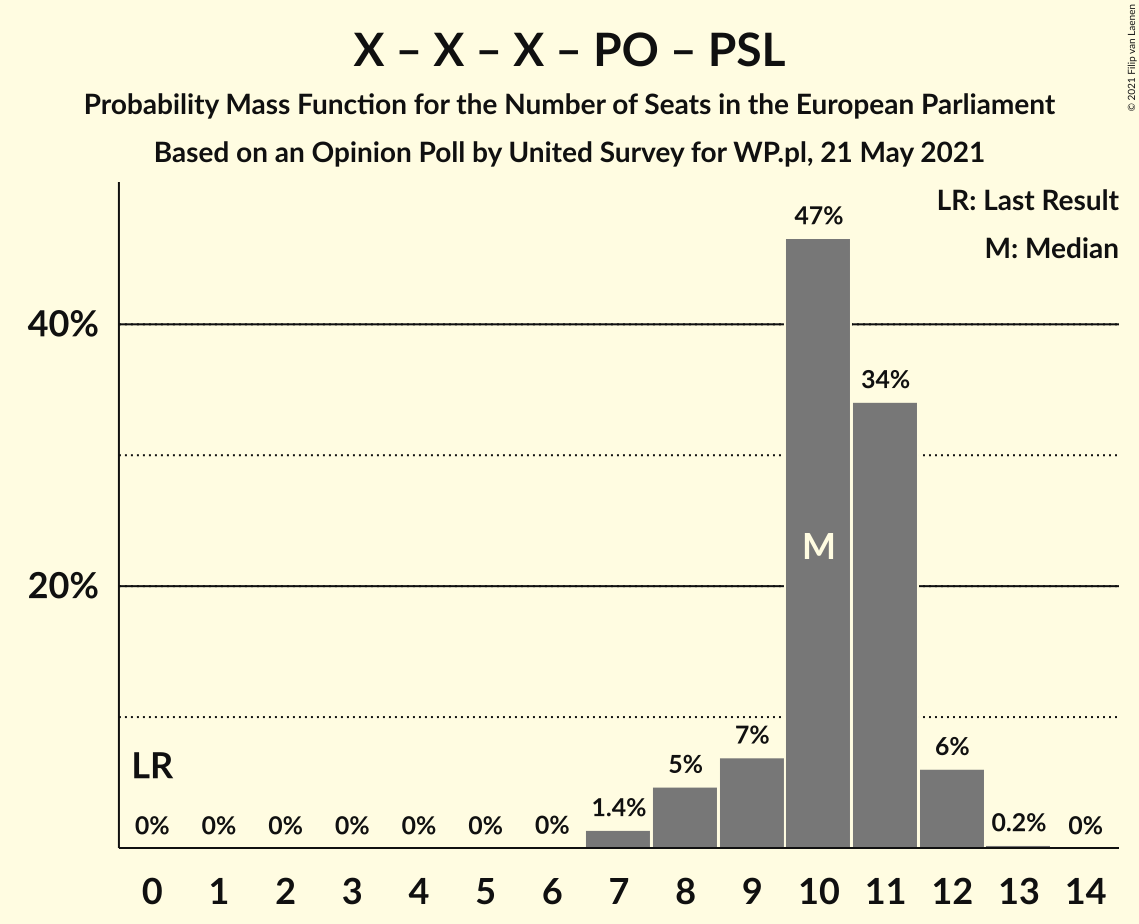 X – X – X – PO – PSL
Probability Mass Function for the Number of Seats in the European Parliament
Based on an Opinion Poll by United Survey for WP.pl, 21 May 2021
© 2021 Filip van Laenen
LR: Last Result
M: Median
47%
40%
34%
M
20%
7%
6%
5%
LR
1.4%
0% 0% 0% 0% 0% 0% 0% 0.2% 0%
0 1 2 3 4 5 6 7 8 9 10 11 12 13 14